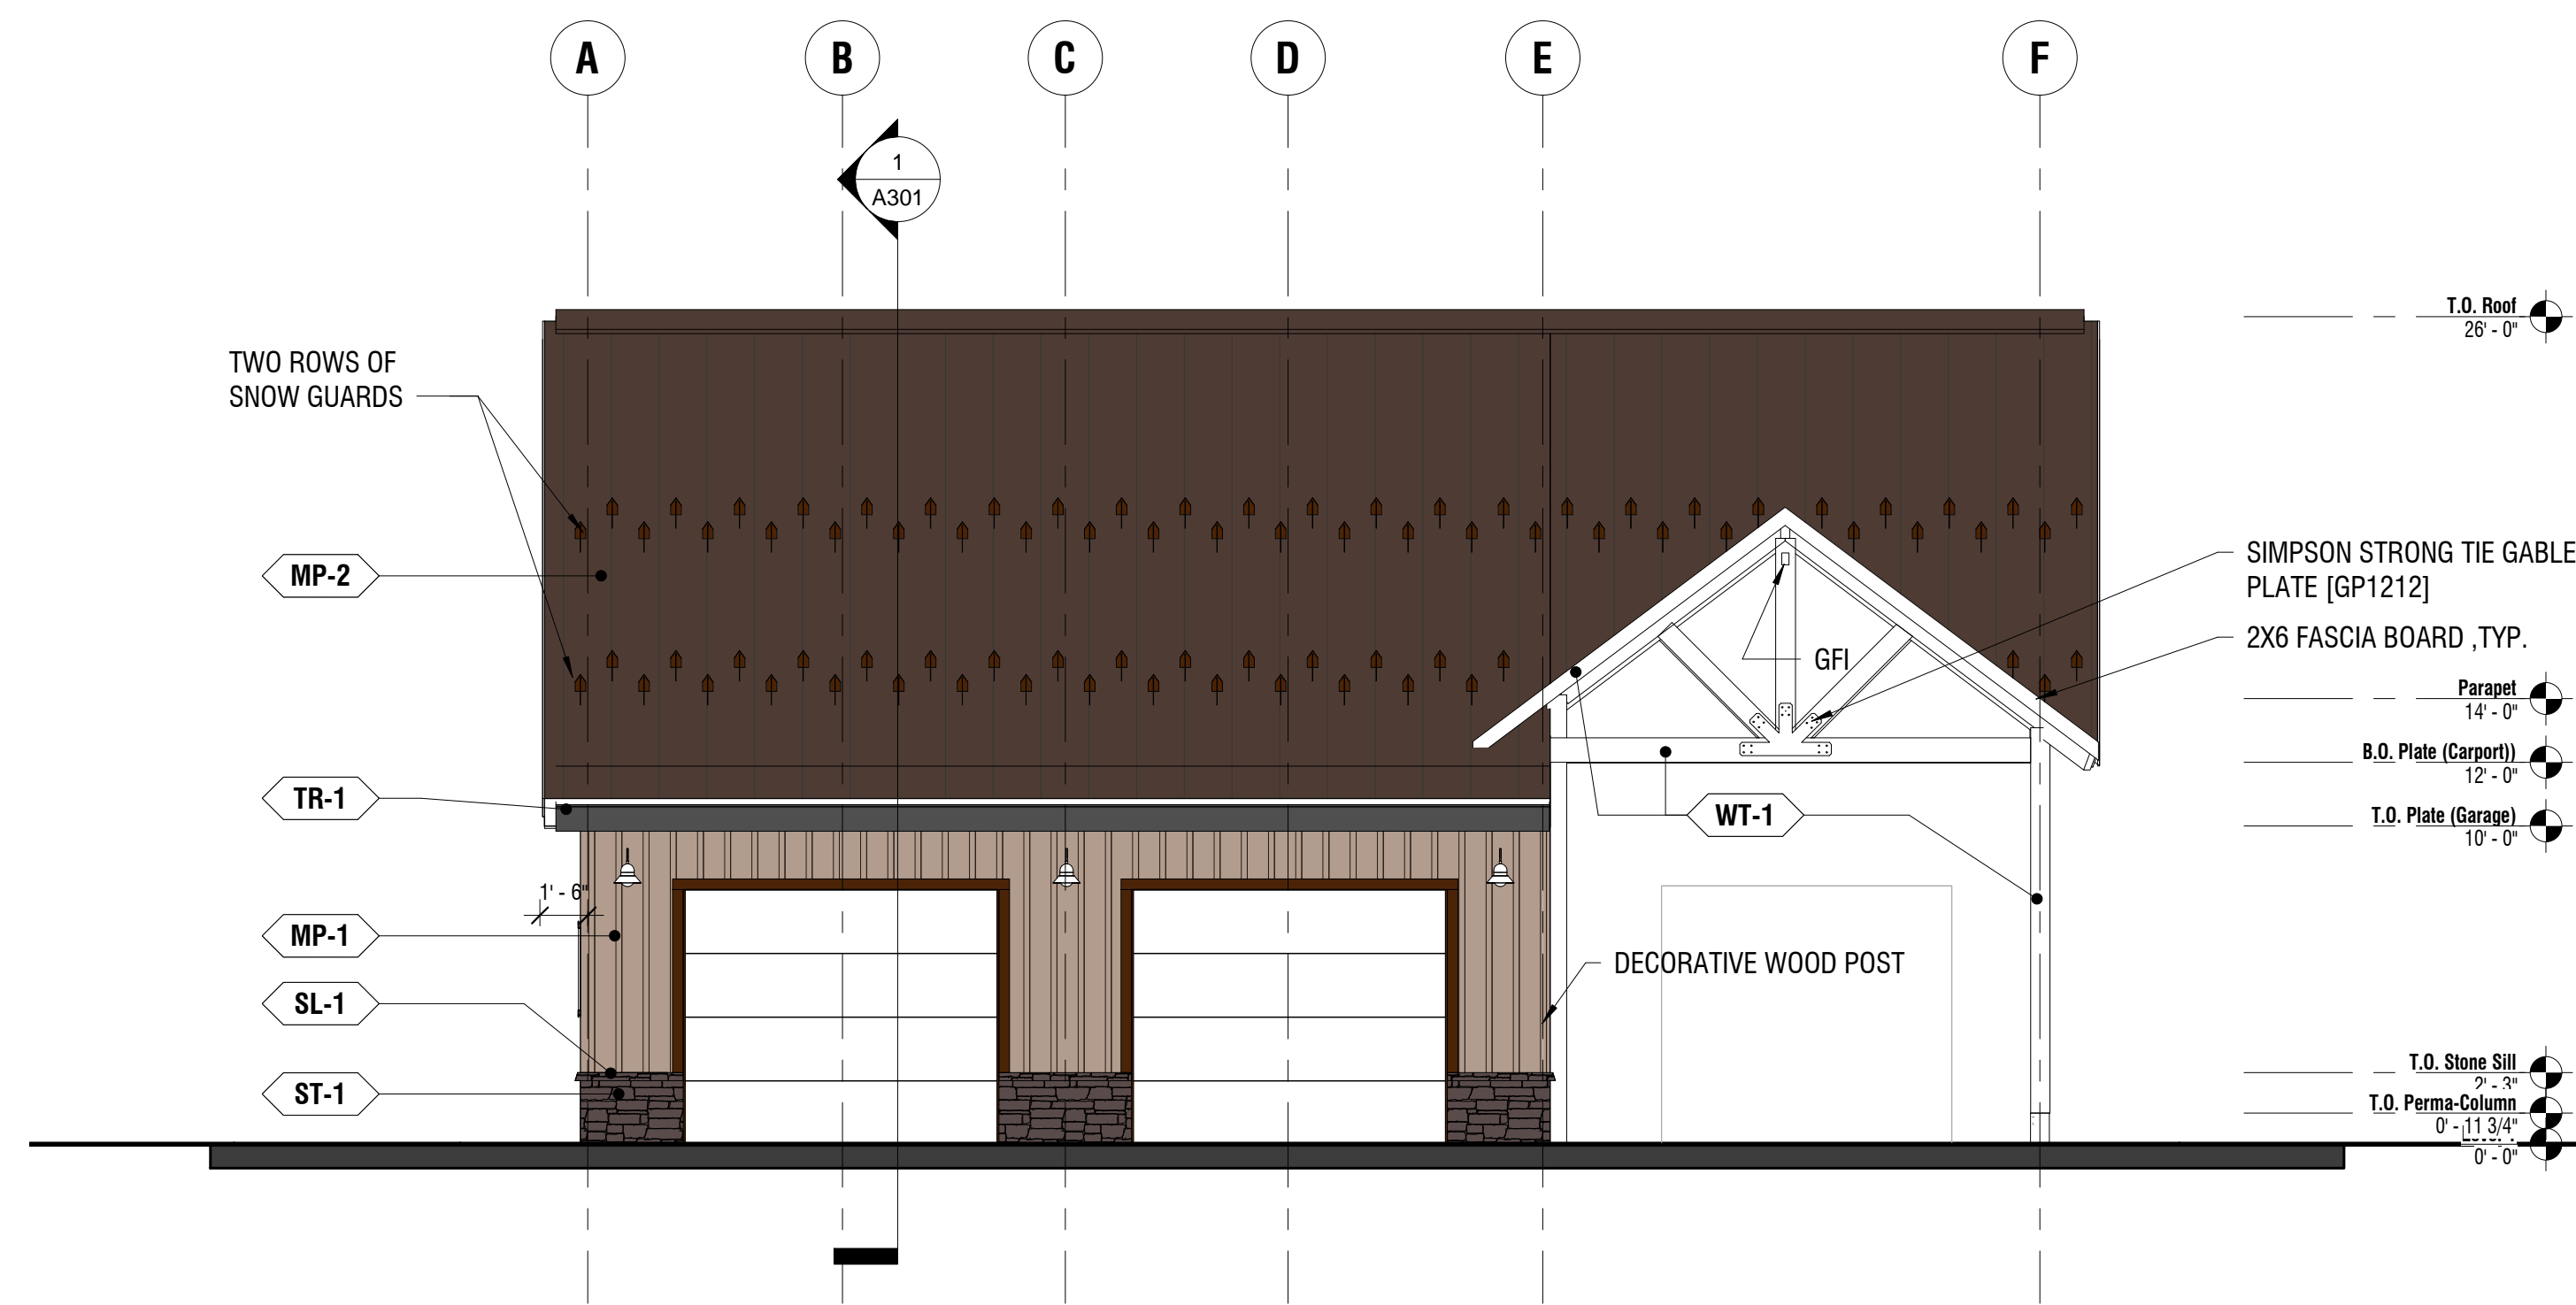 A
B
C
D
E
F
1
A301
T.O. Roof
26' - 0"
TWO ROWS OF
SNOW GUARDS
MP-2
SIMPSON STRONG TIE GABLE
PLATE [GP1212]
2X6 FASCIA BOARD ,TYP.
GFI
Parapet
14' - 0"
B.O. Plate (Carport))
12' - 0"
TR-1
WT-1
T.O. Plate (Garage)
10' - 0"
1' - 6"
MP-1
DECORATIVE WOOD POST
SL-1
ST-1
T.O. Stone Sill
2' - 3"
T.O. Perma-Column
0' - 11 3/4"
0' - 0"